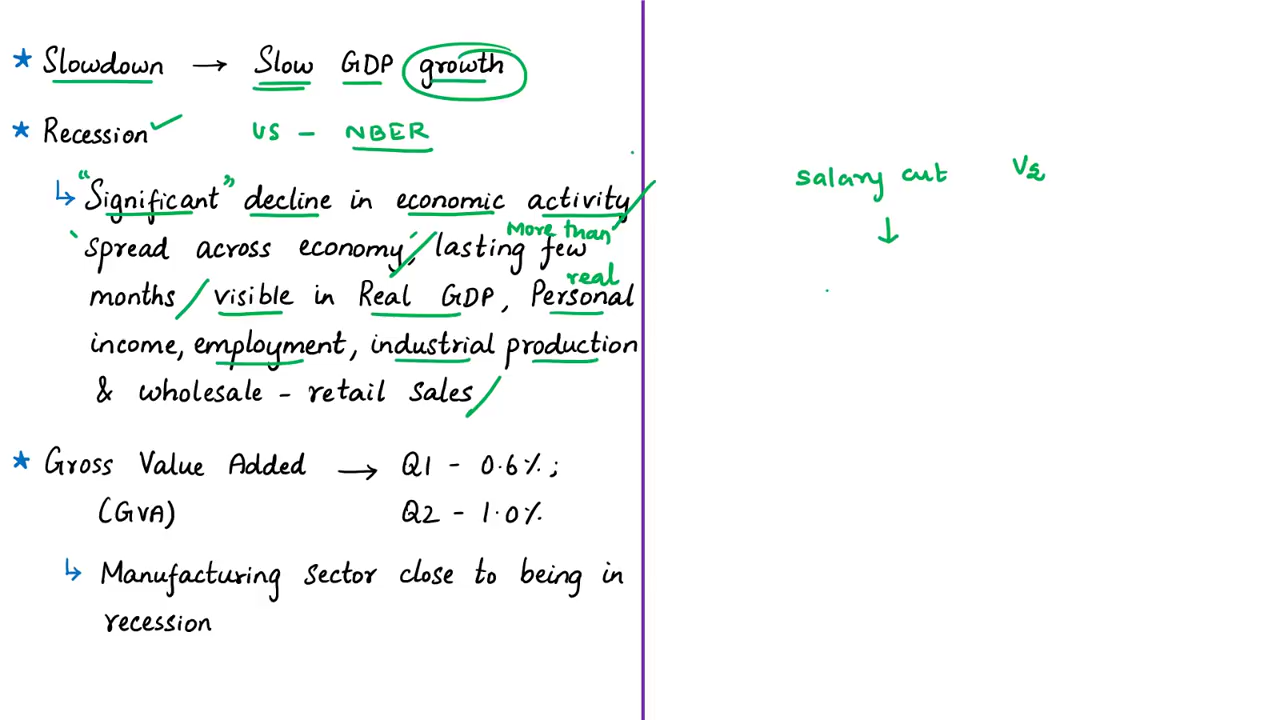 * Slowdown → Slow GDP growth
* Recession ✓ US - NBER
↳ "Significant" decline in economic activity
spread across economy, lasting More than few
months / visible in Real GDP, real Personal
income, employment, industrial production
& wholesale - retail sales
* Gross Value Added → Q1 - 0.6%;
(GVA) Q2 - 1.0%
↳ Manufacturing sector close to being in
recession
salary cut Vs
↓